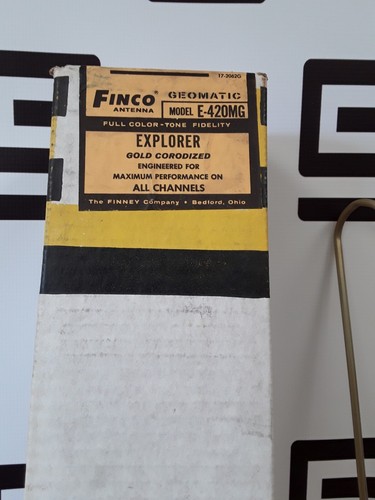 17-3062G
FINCO®
ANTENNA
GEOMATIC
MODEL E-420MG
FULL COLOR-TONE FIDELITY
EXPLORER
GOLD CORODIZED
ENGINEERED FOR
MAXIMUM PERFORMANCE ON
ALL CHANNELS
The FINNEY Company • Bedford, Ohio